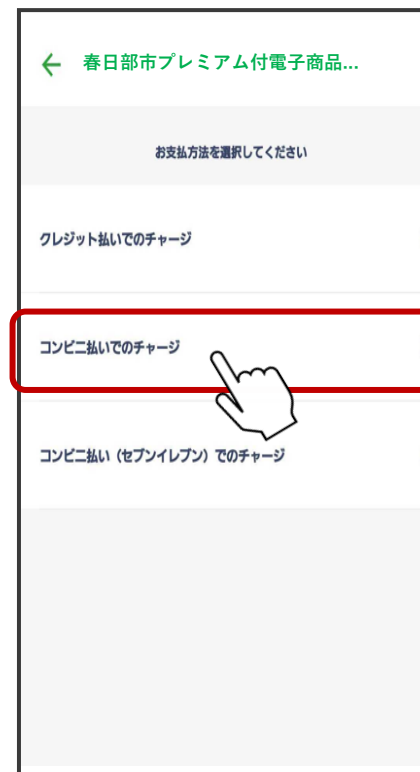 春日部市プレミアム付電子商品...
お支払方法を選択してください
クレジット払いでのチャージ
コンビニ払いでのチャージ
コンビニ払い（セブンイレブン）でのチャージ